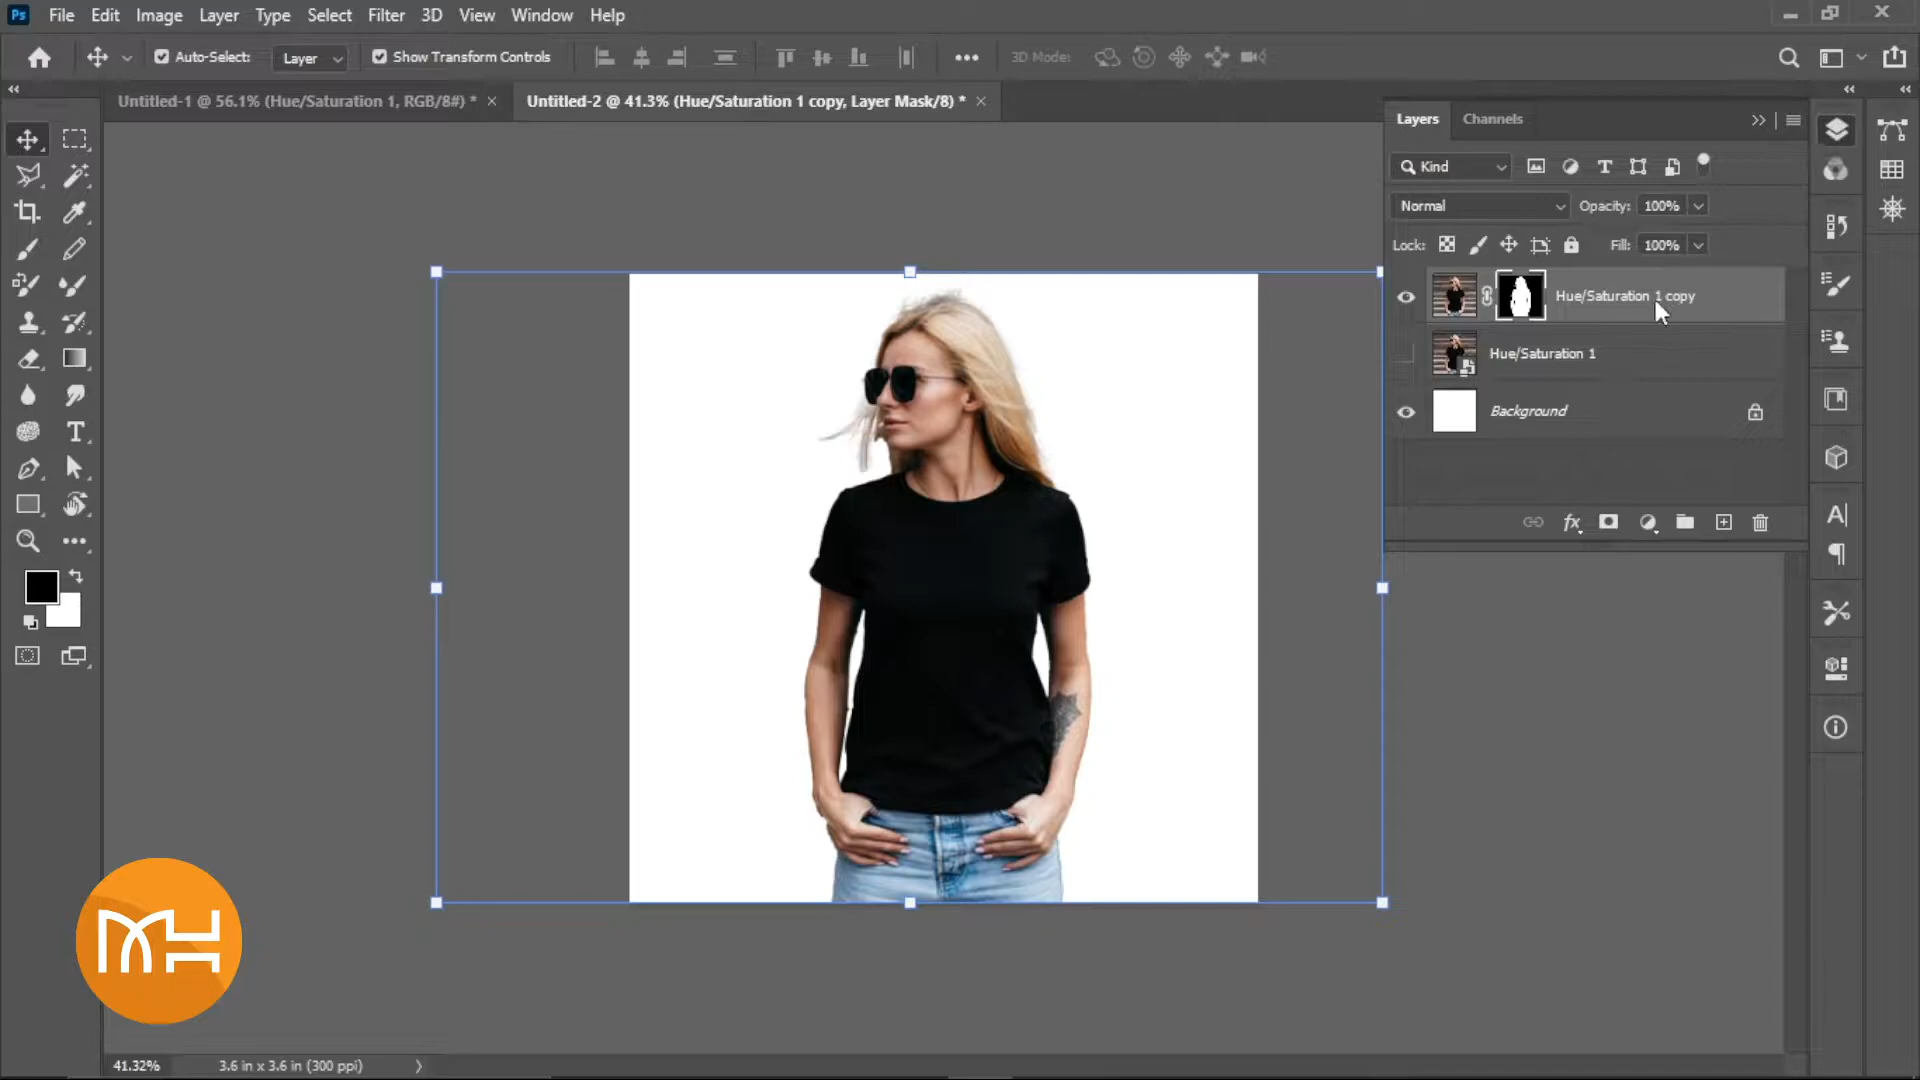 Ps File Edit Image Layer Type Select Filter 3D View Window Help
Auto-Select: Layer Show Transform Controls 3D Mode:
Untitled-1 @ 56.1% (Hue/Saturation 1, RGB/8#) * ×
Untitled-2 @ 41.3% (Hue/Saturation 1 copy, Layer Mask/8) * ×
Layers Channels
Kind
Normal Opacity: 100%
Lock: Fill: 100%
Hue/Saturation 1 copy
Hue/Saturation 1
Background
fx
MH
41.32% 3.6 in x 3.6 in (300 ppi)